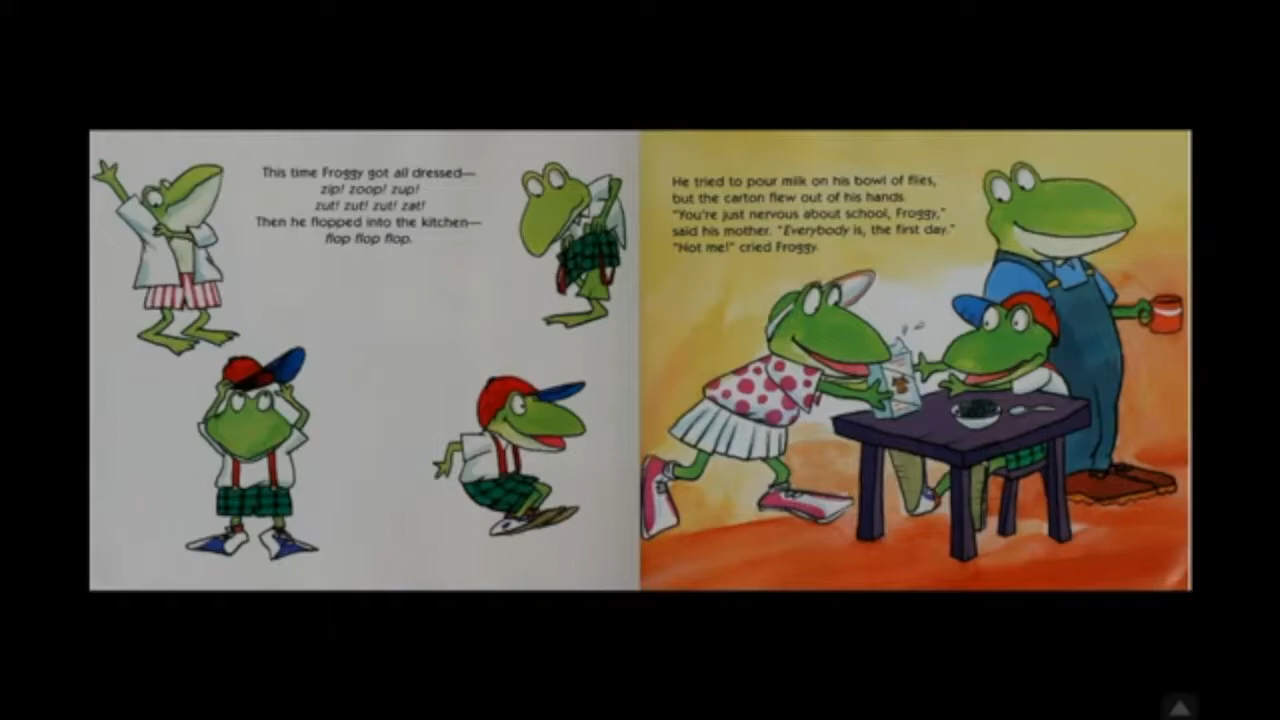 This time Froggy got all dressed—
zip! zoop! zup!
zut! zut! zut! zat!
Then he flopped into the kitchen—
flop flop flop.
He tried to pour milk on his bowl of flies,
but the carton flew out of his hands.
"You're just nervous about school, Froggy,"
said his mother. "Everybody is, the first day."
"Not me!" cried Froggy.